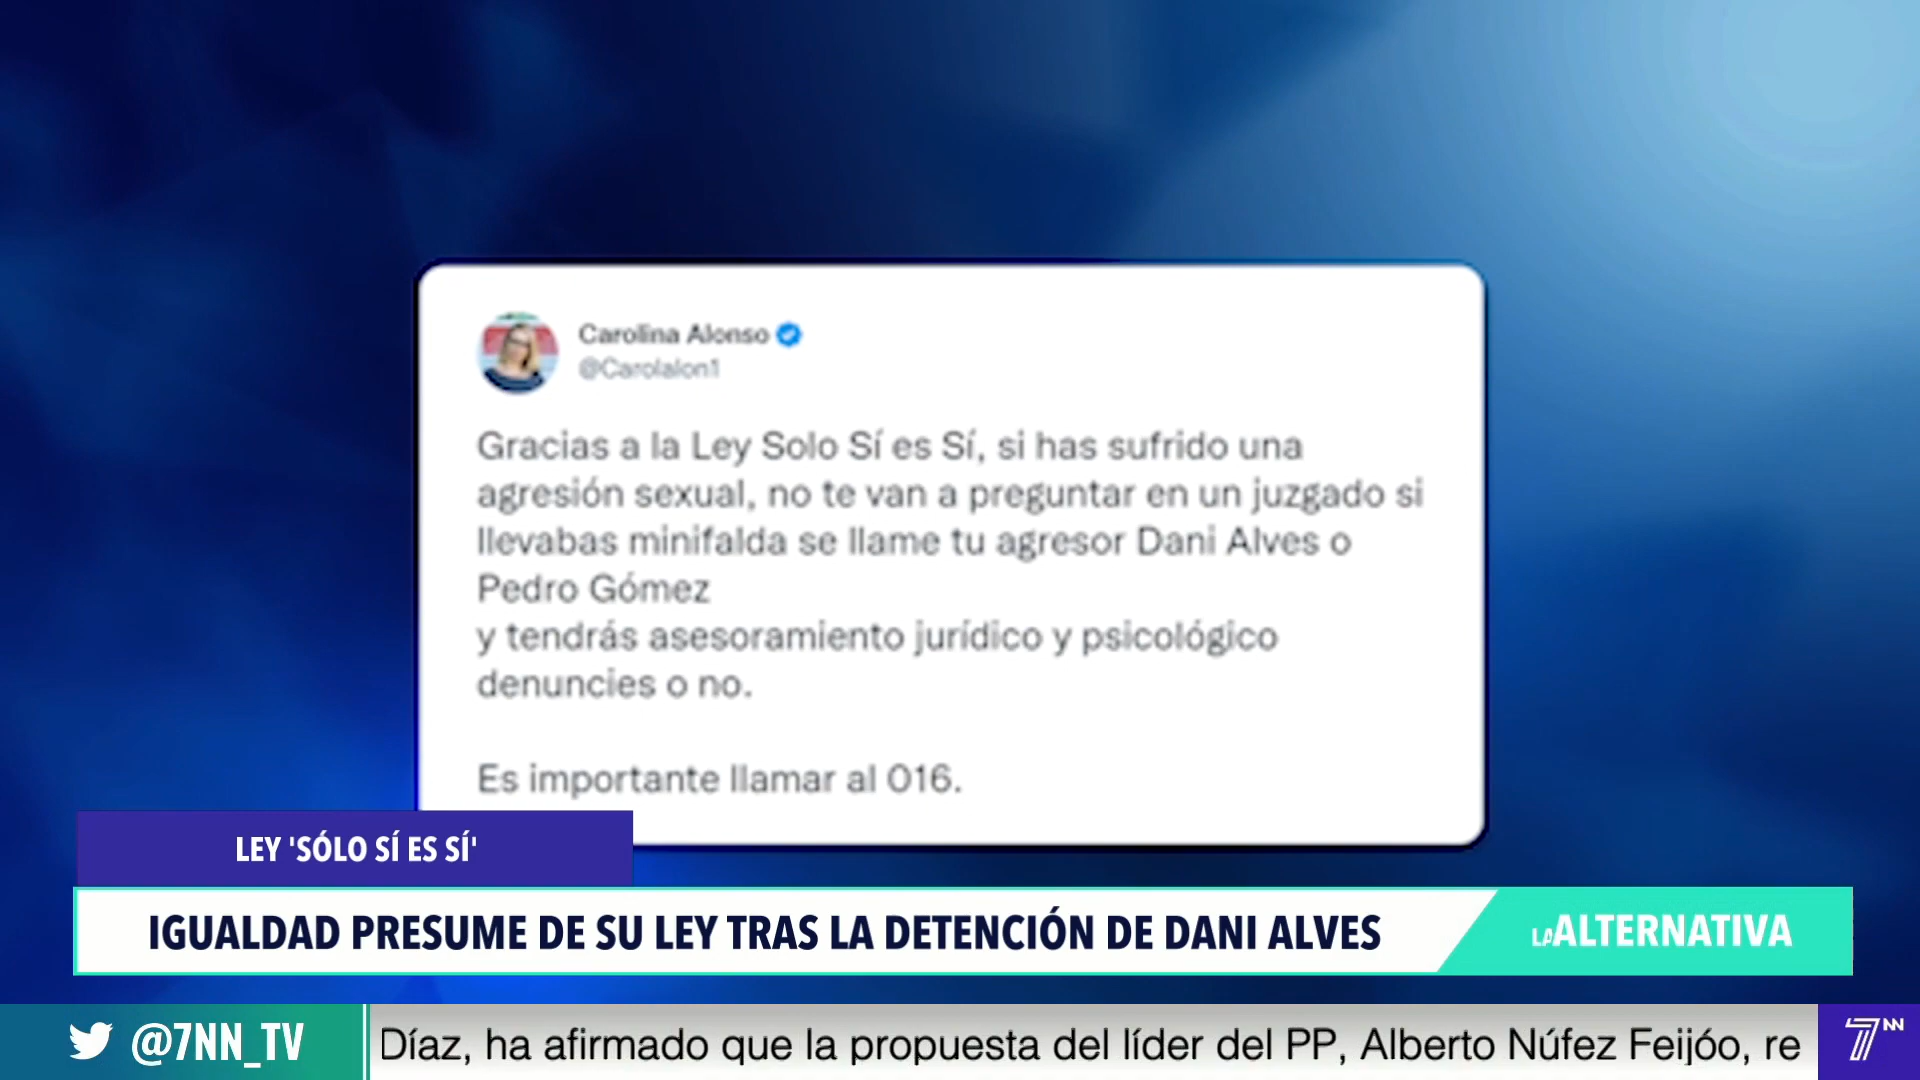 Carolina Alonso
@Carolalon1
Gracias a la Ley Solo Sí es Sí, si has sufrido una
agresión sexual, no te van a preguntar en un juzgado si
llevabas minifalda se llame tu agresor Dani Alves o
Pedro Gómez
y tendrás asesoramiento jurídico y psicológico
denuncies o no.
Es importante llamar al 016.
LEY 'SÓLO SÍ ES SÍ'
IGUALDAD PRESUME DE SU LEY TRAS LA DETENCIÓN DE DANI ALVES
LA ALTERNATIVA
@7NN_TV
Díaz, ha afirmado que la propuesta del líder del PP, Alberto Núñez Feijóo, re
7NN